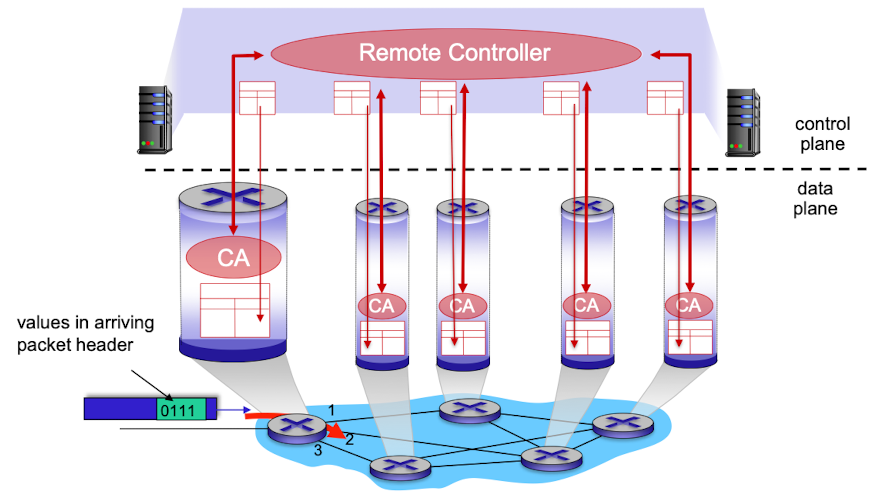 Remote Controller
control
plane
data
plane
CA
CA
CA
CA
CA
values in arriving
packet header
0111
1
2
3